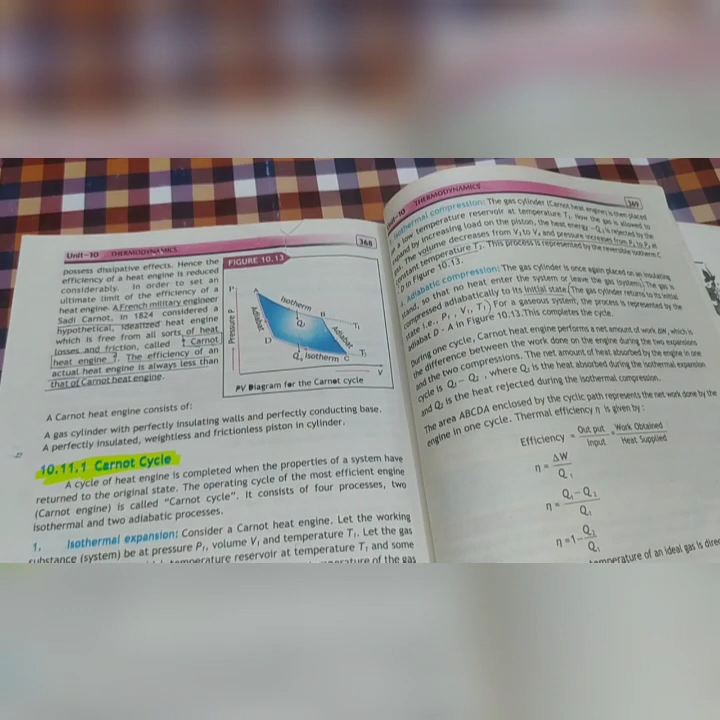 Unit-10 THERMODYNAMICS 368
possess dissipative effects. Hence the
efficiency of a heat engine is reduced
considerably. In order to set an
ultimate limit of the efficiency of a
heat engine. A French military engineer
Sadi Carnot, in 1824 considered a
hypothetical, idealized heat engine
which is free from all sorts of heat
losses and friction, called Carnot
heat engine. The efficiency of an
actual heat engine is always less than
that of Carnot heat engine.
FIGURE 10.13
P
Pressure P
A
Isotherm
B
T₁
Q₁
Adiabat
Adiabat
D
Q₂ Isotherm
C
T₂
V
PV Diagram for the Carnot cycle
A Carnot heat engine consists of:
A gas cylinder with perfectly insulating walls and perfectly conducting base.
A perfectly insulated, weightless and frictionless piston in cylinder.
10.11.1 Carnot Cycle
A cycle of heat engine is completed when the properties of a system have
returned to the original state. The operating cycle of the most efficient engine
(Carnot engine) is called "Carnot cycle". It consists of four processes, two
isothermal and two adiabatic processes.
1. Isothermal expansion: Consider a Carnot heat engine. Let the working
substance (system) be at pressure P₁, volume V₁ and temperature T₁. Let the gas
temperature reservoir at temperature T₁ and some
of the gas
THERMODYNAMICS 369
isothermal compression: The gas cylinder (Carnot heat engine) is then placed
a low temperature reservoir at temperature T₂. Now the gas is allowed to
by increasing load on the piston, the heat energy -Q₂ is rejected by the
gas. The volume decreases from V₃ to V₄ and pressure increases from P₃ to P₄ at
constant temperature T₂. This process is represented by the reversible isotherm C
D in Figure 10.13.
Adiabatic compression: The gas cylinder is once again placed on an insulating
stand, so that no heat enter the system or leave the gas (system). The gas is
compressed adiabatically to its initial state (The gas cylinder returns to its initial
state i.e., P₁, V₁, T₁) For a gaseous system; the process is represented by the
adiabat D - A in Figure 10.13. This completes the cycle.
During one cycle, Carnot heat engine performs a net amount of work ΔW, which is
the difference between the work done on the engine during the two expansions
and the two compressions. The net amount of heat absorbed by the engine in one
cycle is Q₁ - Q₂, where Q₁ is the heat absorbed during the isothermal expansion
and Q₂ is the heat rejected during the isothermal compression.
The area ABCDA enclosed by the cyclic path represents the net work done by the
engine in one cycle. Thermal efficiency η is given by:
Efficiency = Out put / Input = Work Obtained / Heat Supplied
η = ΔW / Q₁
η = Q₁ - Q₂ / Q₁
η = 1 - Q₂ / Q₁
temperature of an ideal gas is